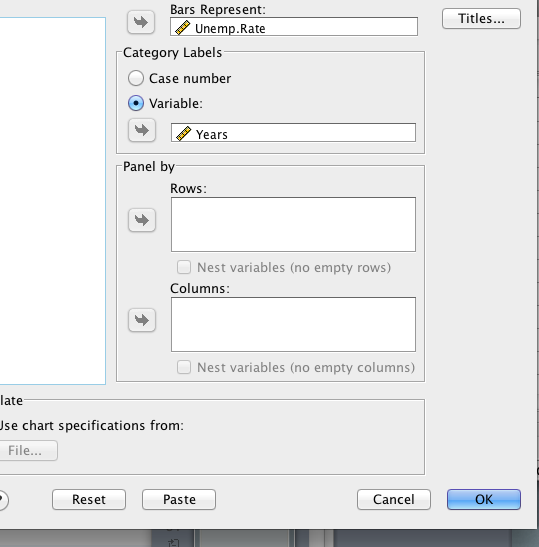 Bars Represent:
Titles...
Unemp.Rate
Category Labels
Case number
Variable:
Years
Panel by
Rows:
Nest variables (no empty rows)
Columns:
Nest variables (no empty columns)
late
Use chart specifications from:
File...
?
Reset
Paste
Cancel
OK